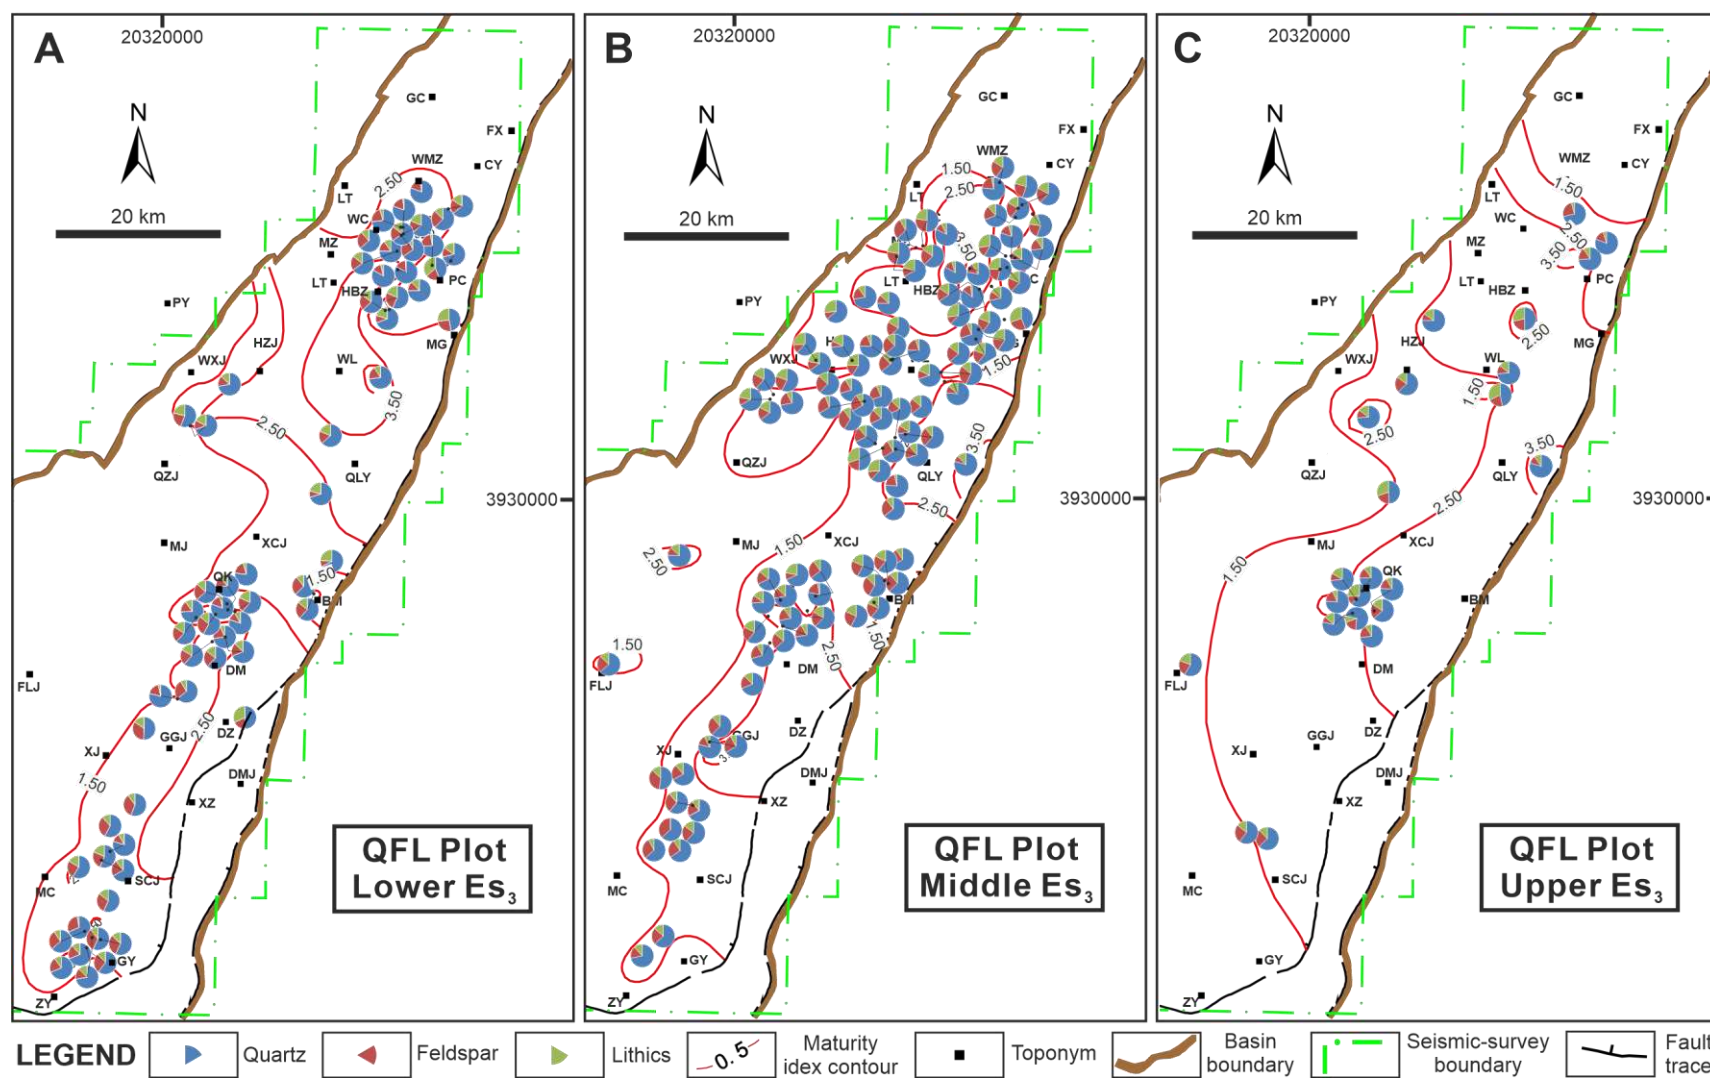 A
20320000
N
20 km
GC
FX
CY
WMZ
LT
2.50
WC
MZ
LT
HBZ
PC
PY
MG
HZJ
WXJ
WL
3.50
2.50
QZJ
QLY
3930000
MJ
XCJ
QK
1.50
BM
DM
FLJ
2.50
DZ
GGJ
XJ
1.50
DMJ
XZ
MC
SCJ
GY
ZY
QFL Plot
Lower Es3
B
20320000
N
20 km
GC
FX
CY
WMZ
1.50
LT
2.50
3.50
LT
HBZ
PY
WXJ
1.50
3.50
QZJ
QLY
2.50
3930000
1.50
MJ
XCJ
2.50
BM
1.50
1.50
2.50
DM
FLJ
DZ
GGJ
XJ
DMJ
XZ
MC
SCJ
GY
ZY
QFL Plot
Middle Es3
C
20320000
N
20 km
GC
FX
CY
WMZ
1.50
LT
WC
2.50
MZ
3.50
LT
HBZ
PC
PY
2.50
MG
HZJ
WXJ
WL
1.50
2.50
3.50
QZJ
QLY
2.50
3930000
MJ
XCJ
1.50
QK
BM
DM
FLJ
DZ
GGJ
XJ
DMJ
XZ
MC
SCJ
GY
ZY
QFL Plot
Upper Es3
LEGEND
Quartz
Feldspar
Lithics
0.5
Maturity
idex contour
Toponym
Basin
boundary
Seismic-survey
boundary
Fault
trace